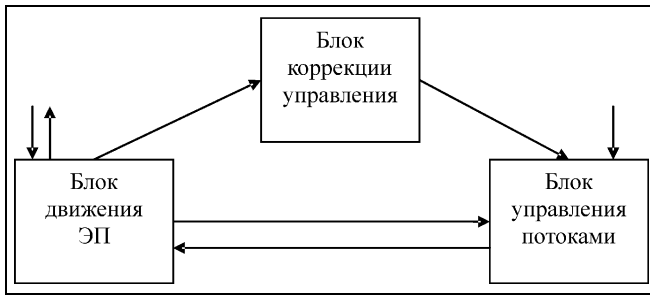 Блок
коррекции
управления
Блок
движения
ЭП
Блок
управления
потоками